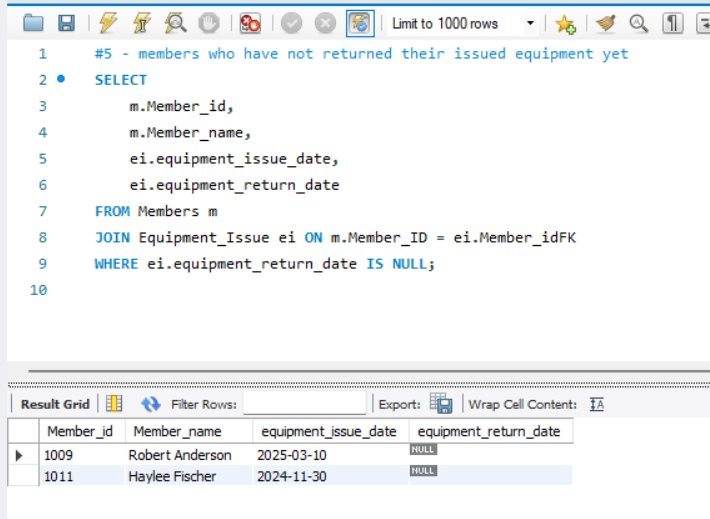 Limit to 1000 rows
1 #5 - members who have not returned their issued equipment yet
2 SELECT
3 m.Member_id,
4 m.Member_name,
5 ei.equipment_issue_date,
6 ei.equipment_return_date
7 FROM Members m
8 JOIN Equipment_Issue ei ON m.Member_ID = ei.Member_idFK
9 WHERE ei.equipment_return_date IS NULL;
10
Result Grid Filter Rows: Export: Wrap Cell Content: IA
Member_id Member_name equipment_issue_date equipment_return_date
1009 Robert Anderson 2025-03-10 NULL
1011 Haylee Fischer 2024-11-30 NULL